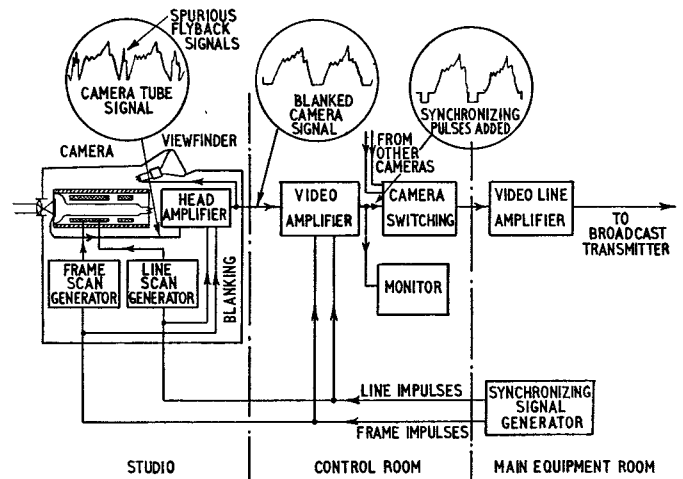 SPURIOUS
FLYBACK
SIGNALS
CAMERA TUBE
SIGNAL
BLANKED
CAMERA
SIGNAL
SYNCHRONIZING
PULSES ADDED
CAMERA
VIEWFINDER
FROM
OTHER
CAMERAS
HEAD
AMPLIFIER
VIDEO
AMPLIFIER
CAMERA
SWITCHING
VIDEO LINE
AMPLIFIER
TO
BROADCAST
TRANSMITTER
FRAME
SCAN
GENERATOR
LINE
SCAN
GENERATOR
BLANKING
MONITOR
LINE IMPULSES
FRAME IMPULSES
SYNCHRONIZING
SIGNAL
GENERATOR
STUDIO
CONTROL ROOM
MAIN EQUIPMENT ROOM